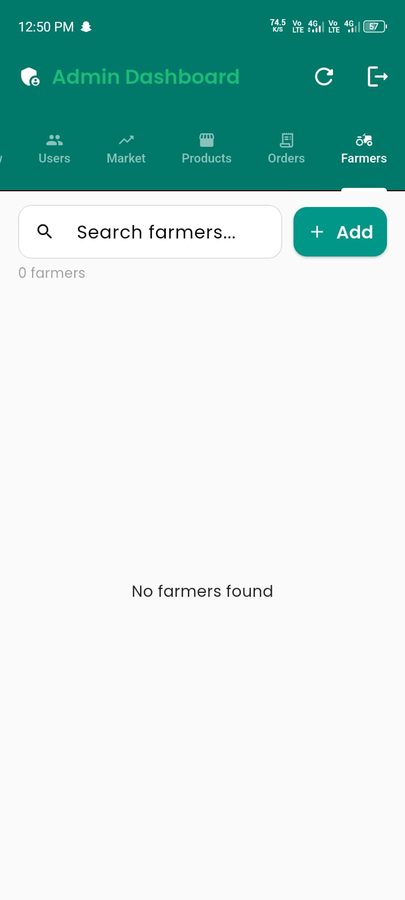 12:50 PM
74.5 K/S Vo LTE 4G Vo LTE 4G 57
Admin Dashboard
Users Market Products Orders Farmers
Search farmers...
+ Add
0 farmers
No farmers found